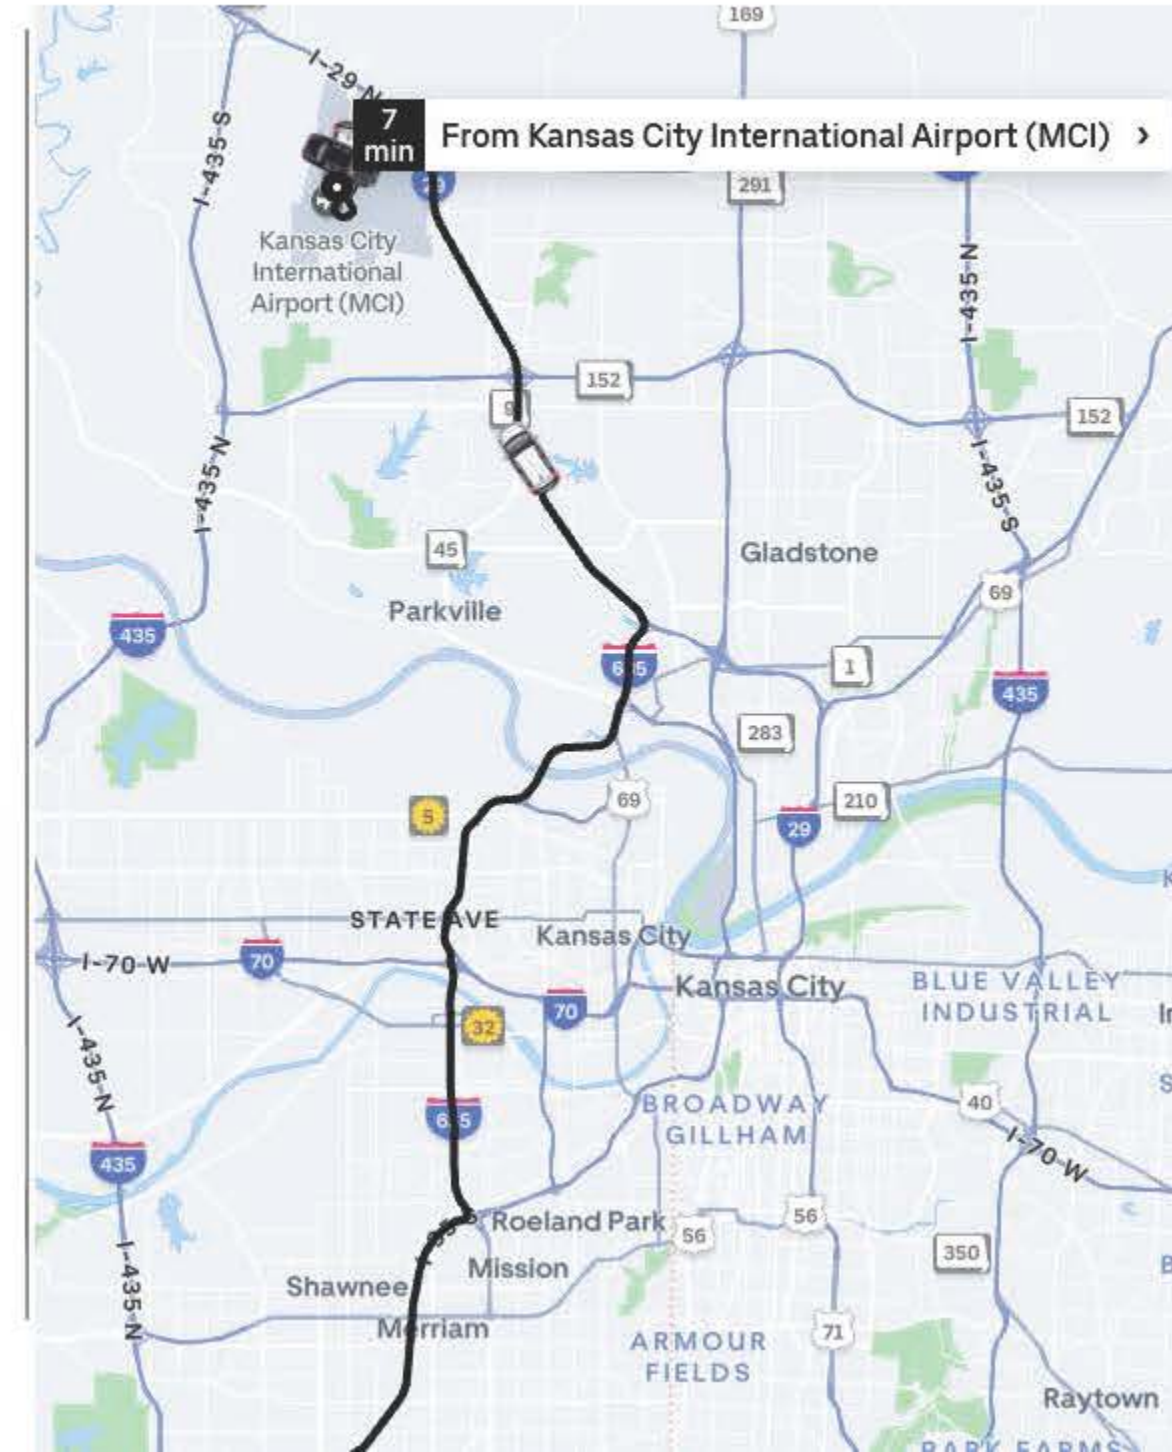 169
I-29 N
7
min
From Kansas City International Airport (MCI) ›
I-435 S
291
Kansas City
International
Airport (MCI)
I-435 N
152
152
I-435 N
I-435 S
45
Gladstone
69
Parkville
435
1
435
283
69
210
5
29
STATE AVE
Kansas City
I-70 W
70
Kansas City
BLUE VALLEY
INDUSTRIAL
70
32
I-435 N
40
BROADWAY
GILLHAM
I-70 W
435
Roeland Park
56
56
350
I-435 N
Mission
Shawnee
Merriam
71
ARMOUR
FIELDS
Raytown
PARK FARMS